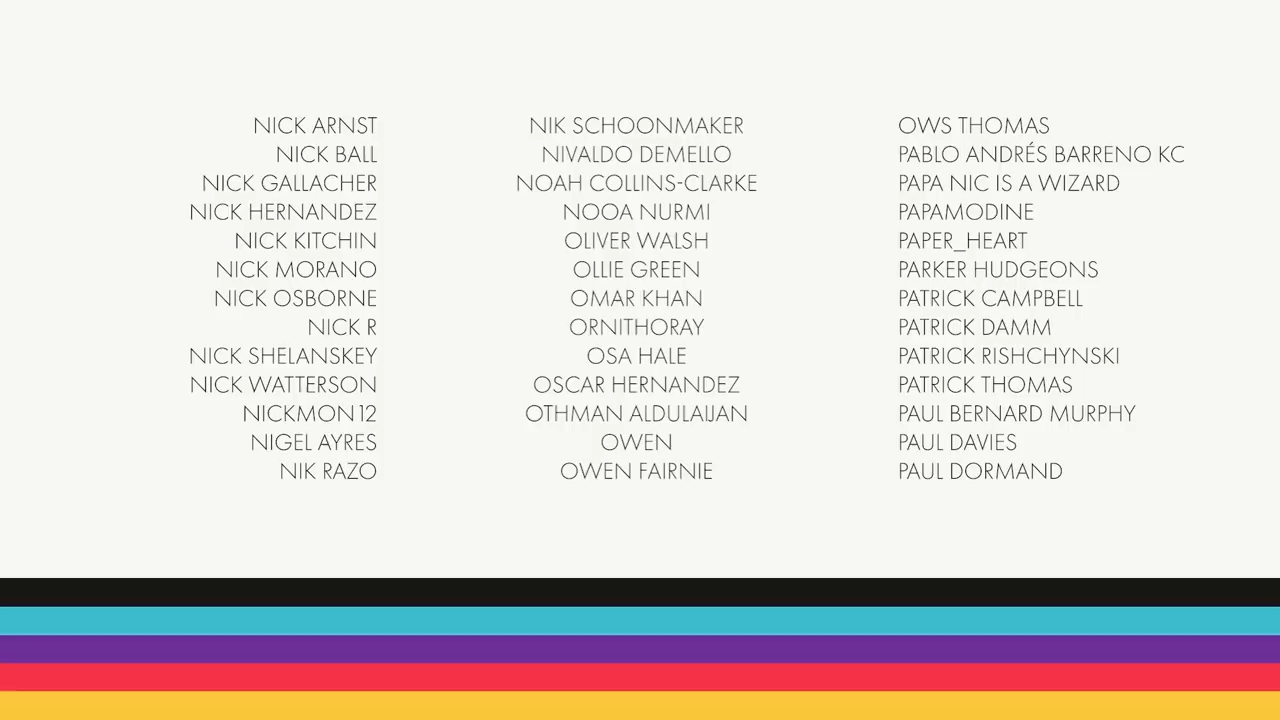 NICK ARNST
NICK BALL
NICK GALLACHER
NICK HERNANDEZ
NICK KITCHIN
NICK MORANO
NICK OSBORNE
NICK R
NICK SHELANSKEY
NICK WATTERSON
NICKMON12
NIGEL AYRES
NIK RAZO
NIK SCHOONMAKER
NIVALDO DEMELLO
NOAH COLLINS-CLARKE
NOOA NURMI
OLIVER WALSH
OLLIE GREEN
OMAR KHAN
ORNITHORAY
OSA HALE
OSCAR HERNANDEZ
OTHMAN ALDULAIJAN
OWEN
OWEN FAIRNIE
OWS THOMAS
PABLO ANDRÉS BARRENO KC
PAPA NIC IS A WIZARD
PAPAMODINE
PAPER_HEART
PARKER HUDGEONS
PATRICK CAMPBELL
PATRICK DAMM
PATRICK RISHCHYNSKI
PATRICK THOMAS
PAUL BERNARD MURPHY
PAUL DAVIES
PAUL DORMAND